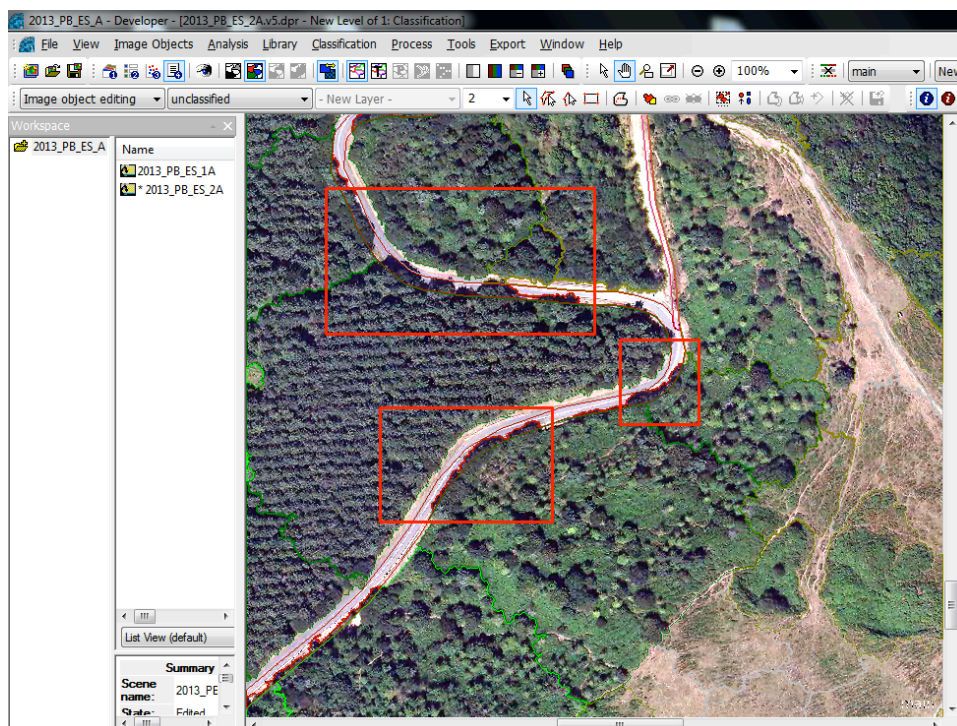 2013_PB_ES_A - Developer - [2013_PB_ES_2A.v5.dpr - New Level of 1: Classification]
File View Image Objects Analysis Library Classification Process Tools Export Window Help
100% main New
Image object editing unclassified - New Layer - 2
Workspace
2013_PB_ES_A
Name
2013_PB_ES_1A
* 2013_PB_ES_2A
List View (default)
Summary
Scene name: 2013_PE
State: Edited